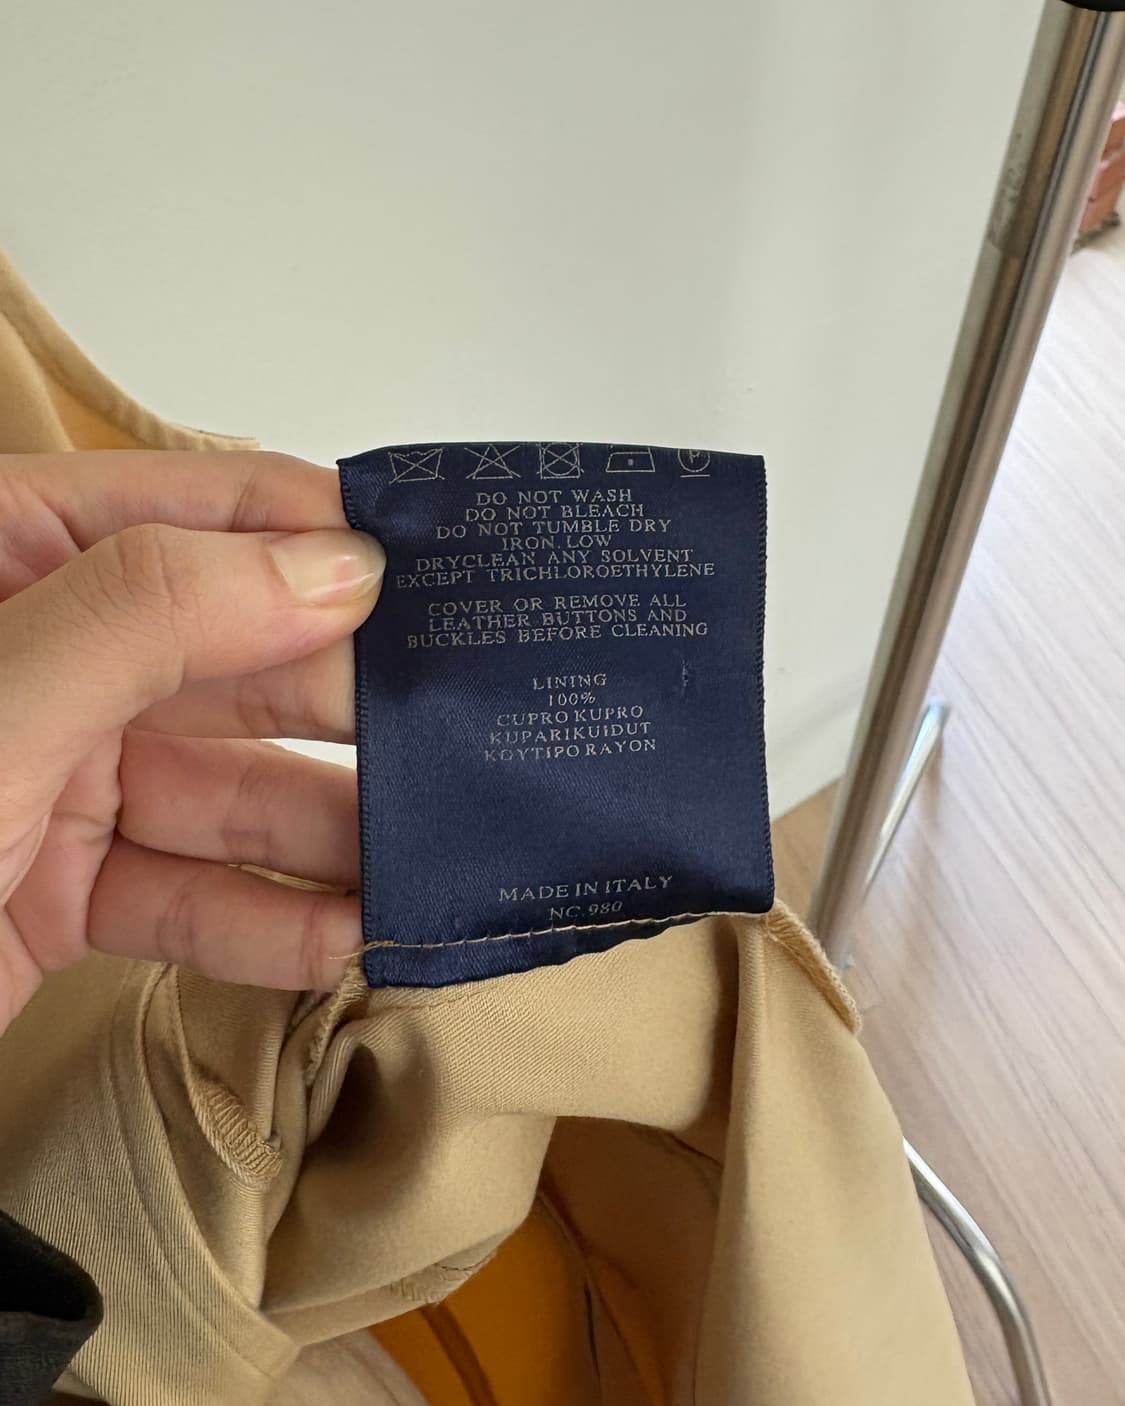 DO NOT WASH
DO NOT BLEACH
DO NOT TUMBLE DRY
IRON LOW
DRYCLEAN ANY SOLVENT
EXCEPT TRICHLOROETHYLENE
COVER OR REMOVE ALL
LEATHER BUTTONS AND
BUCKLES BEFORE CLEANING
LINING
100%
CUPRO KUPRO
KUPARIKUIDUT
ΚΟΥΤΙΡΟ RAYON
MADE IN ITALY
NC 980